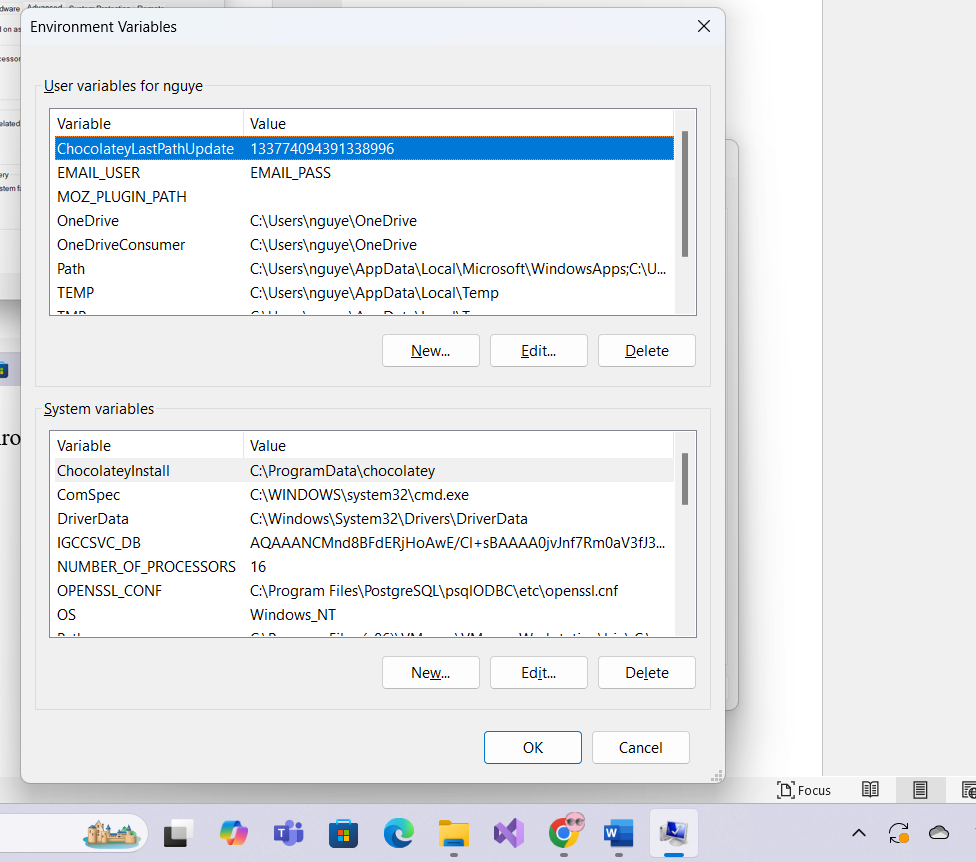 Environment Variables
User variables for nguye
Variable Value
ChocolateyLastPathUpdate 133774094391338996
EMAIL_USER EMAIL_PASS
MOZ_PLUGIN_PATH
OneDrive C:\Users\nguye\OneDrive
OneDriveConsumer C:\Users\nguye\OneDrive
Path C:\Users\nguye\AppData\Local\Microsoft\WindowsApps;C:\U...
TEMP C:\Users\nguye\AppData\Local\Temp
New... Edit... Delete
System variables
Variable Value
ChocolateyInstall C:\ProgramData\chocolatey
ComSpec C:\WINDOWS\system32\cmd.exe
DriverData C:\Windows\System32\Drivers\DriverData
IGCCSVC_DB AQAAANCMnd8BFdERjHoAwE/Cl+sBAAAA0jvJnf7Rm0aV3fJ3...
NUMBER_OF_PROCESSORS 16
OPENSSL_CONF C:\Program Files\PostgreSQL\psqlODBC\etc\openssl.cnf
OS Windows_NT
New... Edit... Delete
OK Cancel
Focus